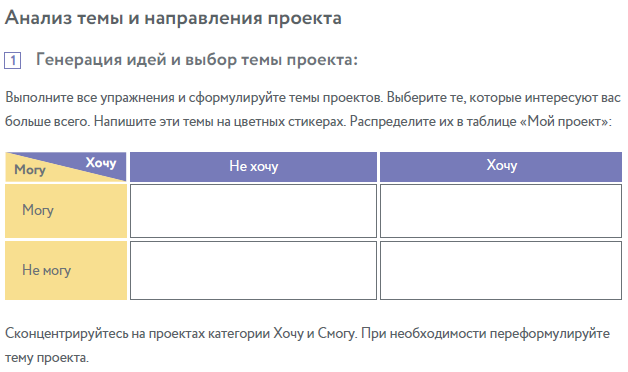 Анализ темы и направления проекта
1 Генерация идей и выбор темы проекта:
Выполните все упражнения и сформулируйте темы проектов. Выберите те, которые интересуют вас
больше всего. Напишите эти темы на цветных стикерах. Распределите их в таблице «Мой проект»:
Хочу
Могу
Не хочу
Хочу
Могу
Не могу
Сконцентрируйтесь на проектах категории Хочу и Смогу. При необходимости переформулируйте
тему проекта.